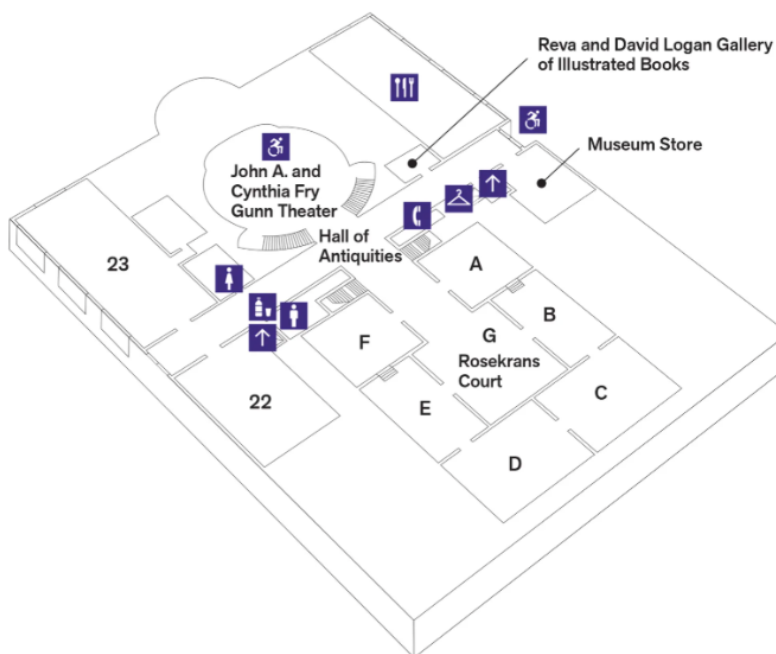 Reva and David Logan Gallery
of Illustrated Books
Museum Store
John A. and
Cynthia Fry
Gunn Theater
Hall of
Antiquities
23
A
B
F
G
Rosekrans
Court
C
22
E
D